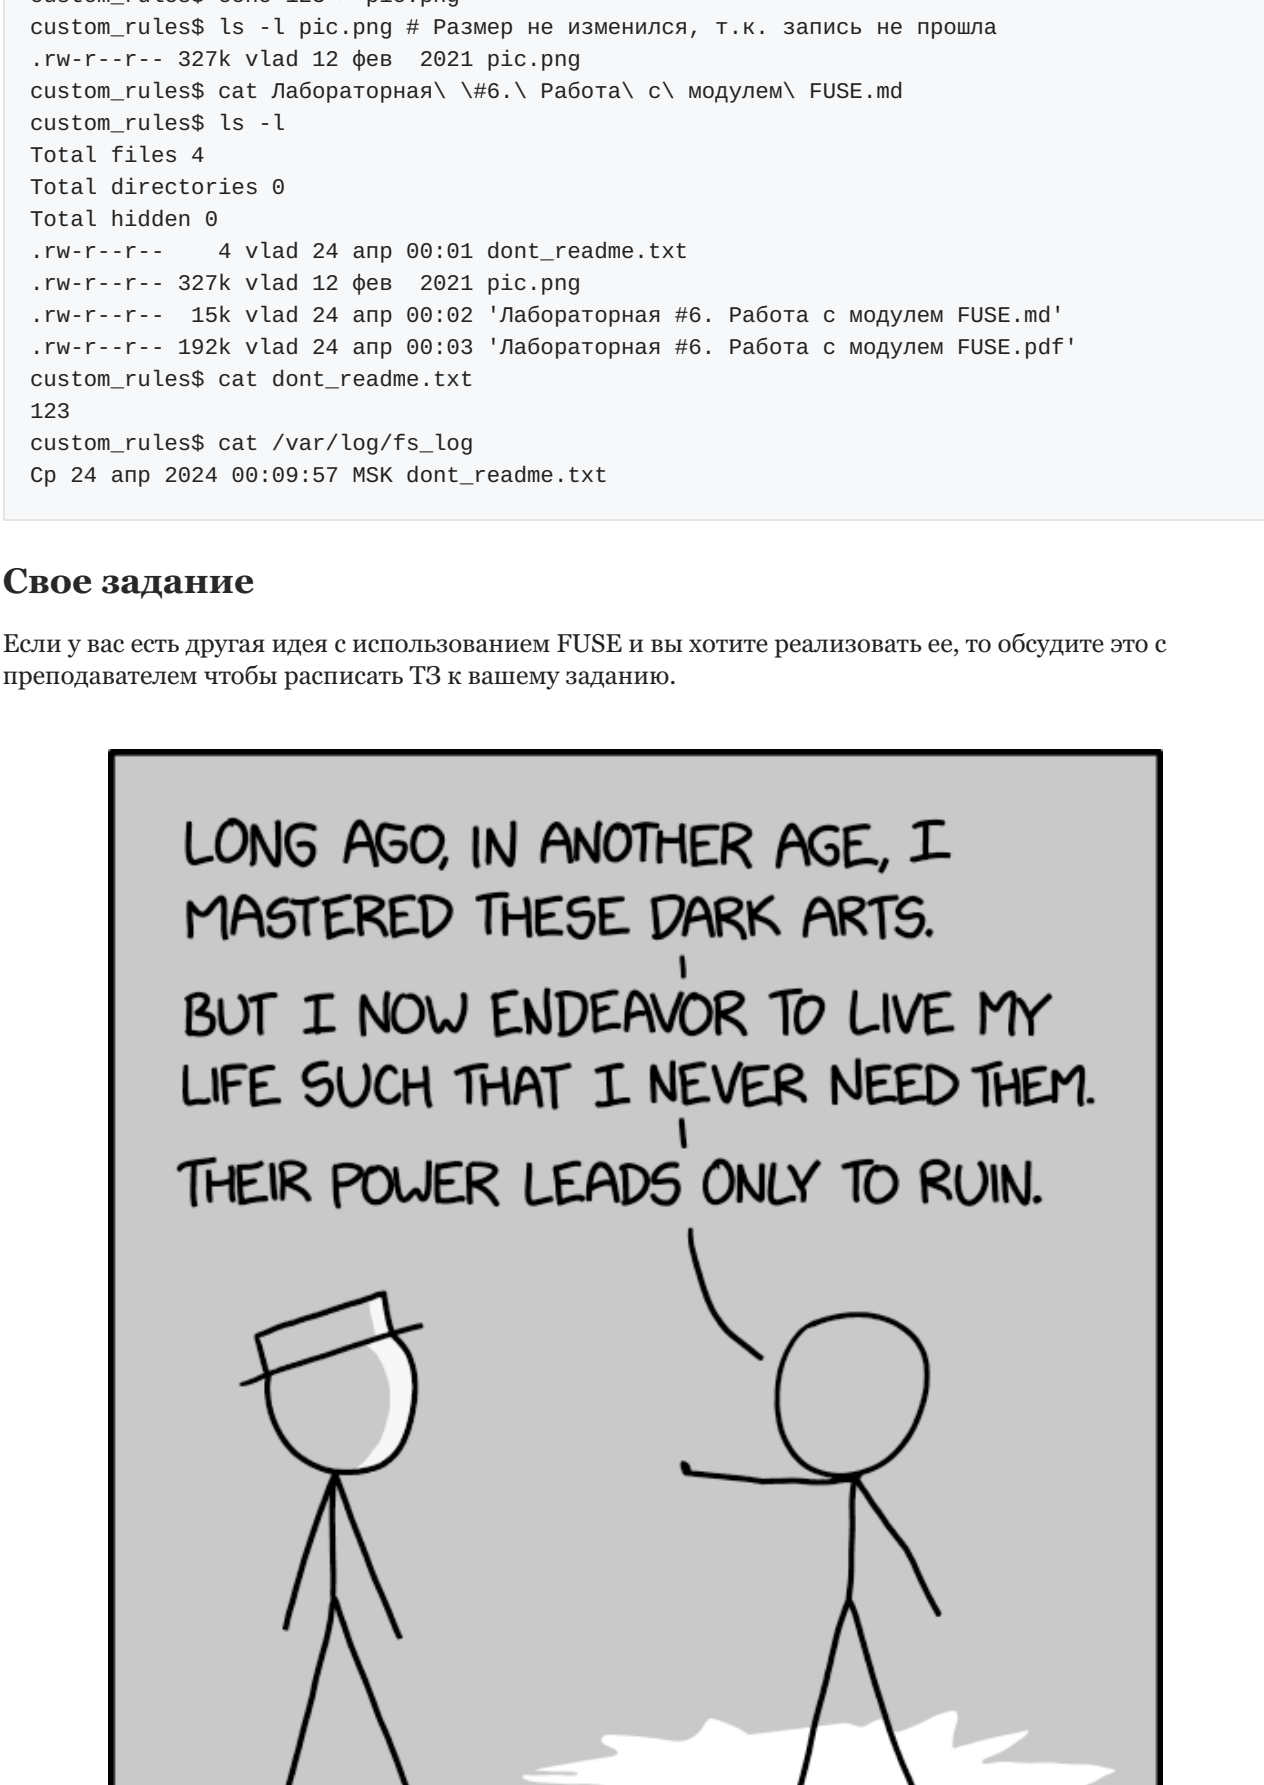 custom_rules$ ls -l pic.png # Размер не изменился, т.к. запись не прошла
.rw-r--r-- 327k vlad 12 фев  2021 pic.png
custom_rules$ cat Лабораторная\ \#6.\ Работа\ с\ модулем\ FUSE.md
custom_rules$ ls -l
Total files 4
Total directories 0
Total hidden 0
.rw-r--r--    4 vlad 24 апр 00:01 dont_readme.txt
.rw-r--r-- 327k vlad 12 фев  2021 pic.png
.rw-r--r--  15k vlad 24 апр 00:02 'Лабораторная #6. Работа с модулем FUSE.md'
.rw-r--r-- 192k vlad 24 апр 00:03 'Лабораторная #6. Работа с модулем FUSE.pdf'
custom_rules$ cat dont_readme.txt
123
custom_rules$ cat /var/log/fs_log
Ср 24 апр 2024 00:09:57 MSK dont_readme.txt
Свое задание
Если у вас есть другая идея с использованием FUSE и вы хотите реализовать ее, то обсудите это с
преподавателем чтобы расписать ТЗ к вашему заданию.
LONG AGO, IN ANOTHER AGE, I
MASTERED THESE DARK ARTS.
BUT I NOW ENDEAVOR TO LIVE MY
LIFE SUCH THAT I NEVER NEED THEM.
THEIR POWER LEADS ONLY TO RUIN.